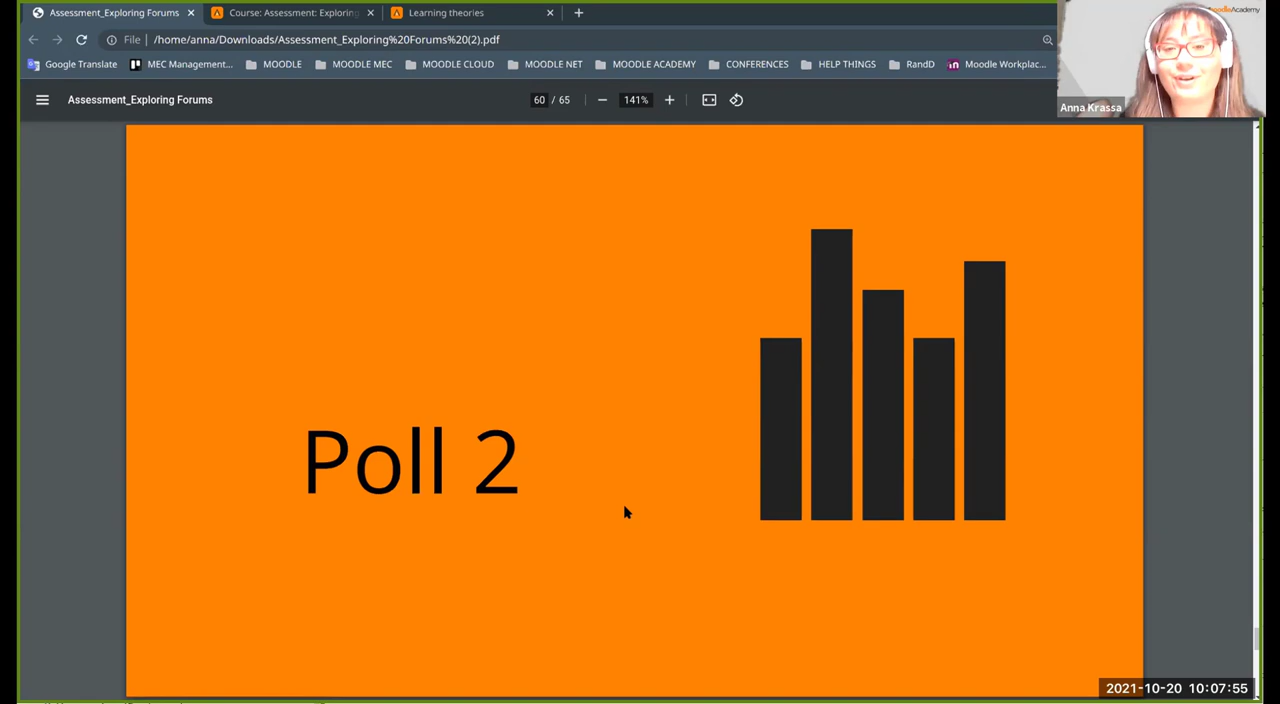 Assessment_Exploring Forums
Course: Assessment: Exploring
Learning theories
File
/home/anna/Downloads/Assessment_Exploring%20Forums%20(2).pdf
Google Translate
MEC Management...
MOODLE
MOODLE MEC
MOODLE CLOUD
MOODLE NET
MOODLE ACADEMY
CONFERENCES
HELP THINGS
RandD
Moodle Workplac...
Assessment_Exploring Forums
60 / 65
141%
MoodleAcademy
Anna Krassa
Poll 2
2021-10-20 10:07:55